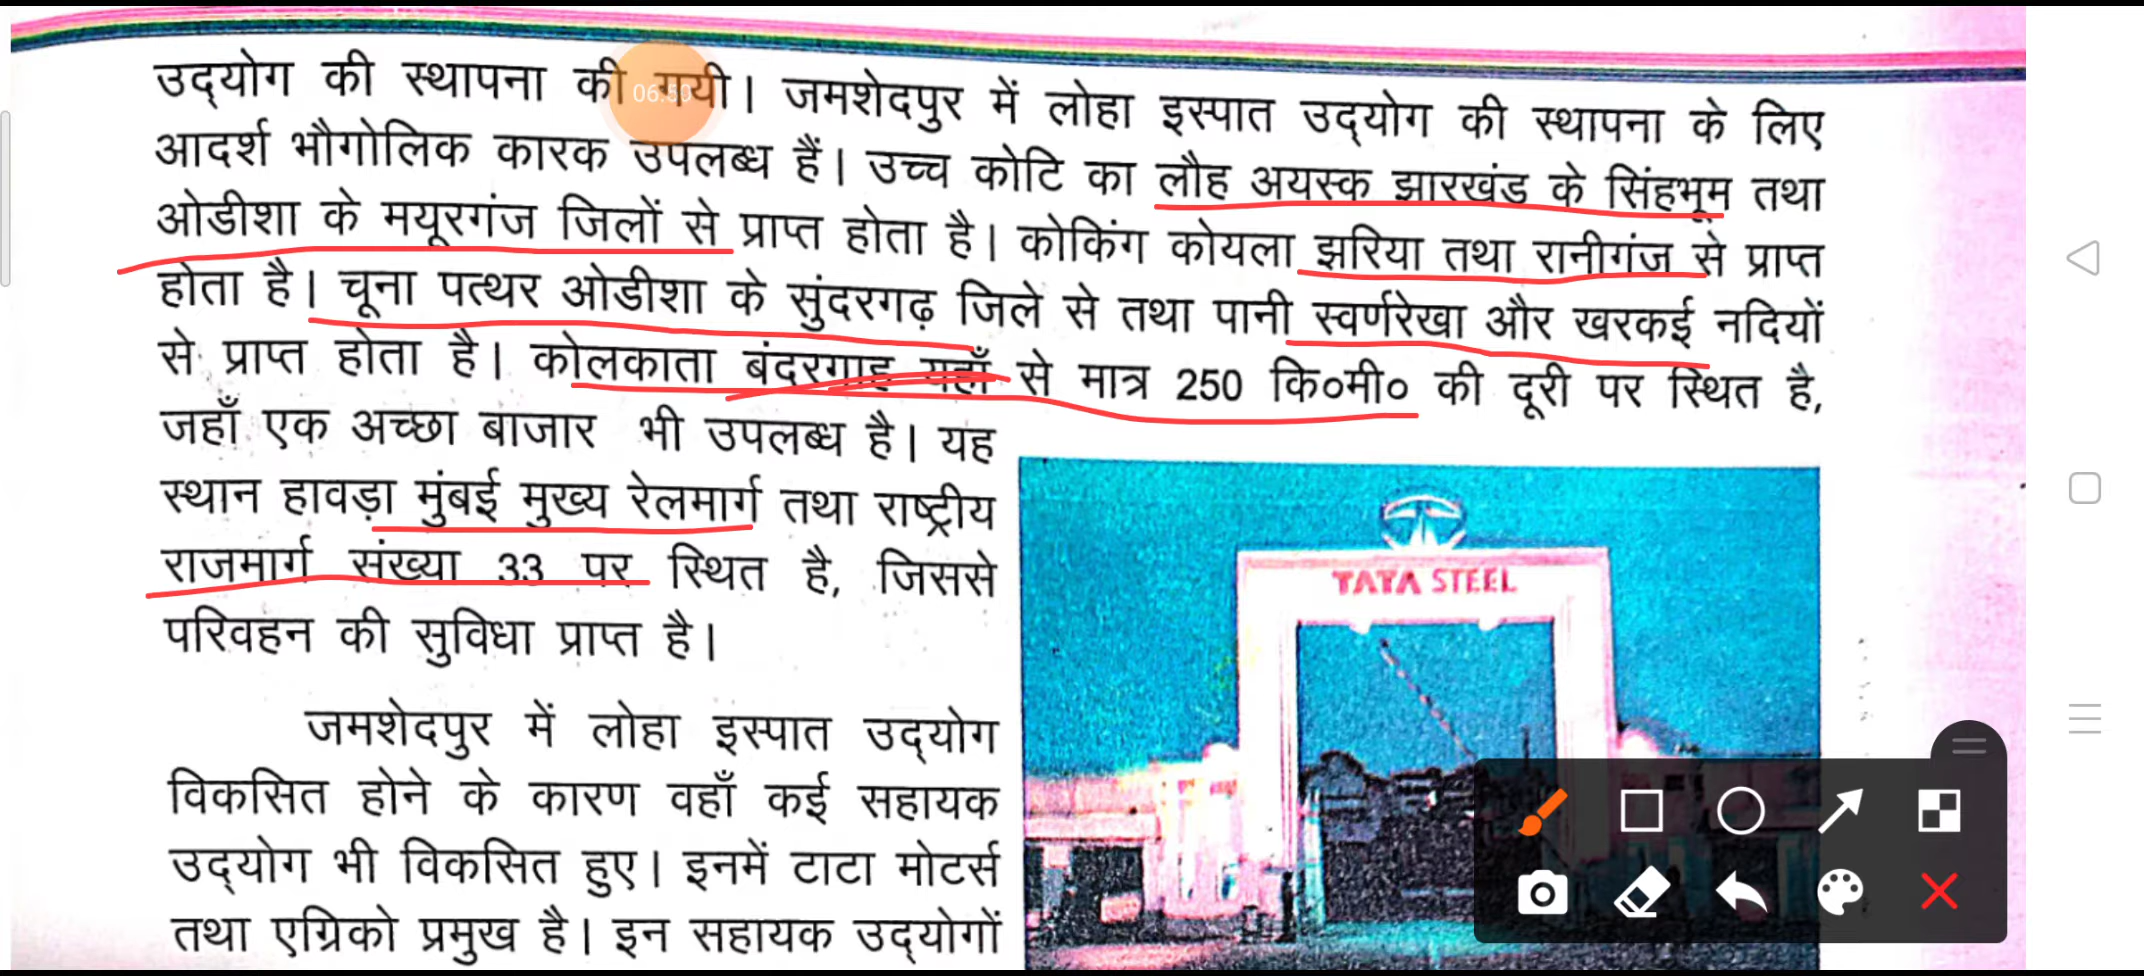 उद्योग की स्थापना की गयी। जमशेदपुर में लोहा इस्पात उद्योग की स्थापना के लिए
आदर्श भौगोलिक कारक उपलब्ध हैं। उच्च कोटि का लौह अयस्क झारखंड के सिंहभूम तथा
ओडीशा के मयूरगंज जिलों से प्राप्त होता है। कोकिंग कोयला झरिया तथा रानीगंज से प्राप्त
होता है। चूना पत्थर ओडीशा के सुंदरगढ़ जिले से तथा पानी स्वर्णरेखा और खरकई नदियों
से प्राप्त होता है। कोलकाता बंदरगाह यहाँ से मात्र 250 कि०मी० की दूरी पर स्थित है,
जहाँ एक अच्छा बाजार भी उपलब्ध है। यह
स्थान हावड़ा मुंबई मुख्य रेलमार्ग तथा राष्ट्रीय
राजमार्ग संख्या 33 पर स्थित है, जिससे
परिवहन की सुविधा प्राप्त है।
जमशेदपुर में लोहा इस्पात उद्योग
विकसित होने के कारण वहाँ कई सहायक
उद्योग भी विकसित हुए। इनमें टाटा मोटर्स
तथा एग्रिको प्रमुख है। इन सहायक उद्योगों
TATA STEEL